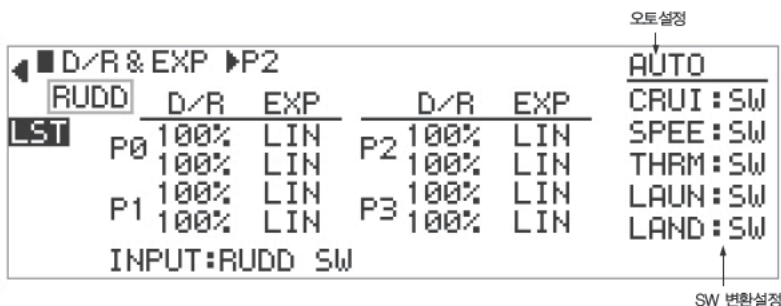 오토설정
D/R & EXP ▶P2 AUTO
RUDD D/R EXP D/R EXP CRUI:SW
LST P0 100% LIN P2 100% LIN SPEE:SW
100% LIN 100% LIN THRM:SW
P1 100% LIN P3 100% LIN LAUN:SW
100% LIN 100% LIN LAND:SW
INPUT:RUDD SW
SW 변환설정